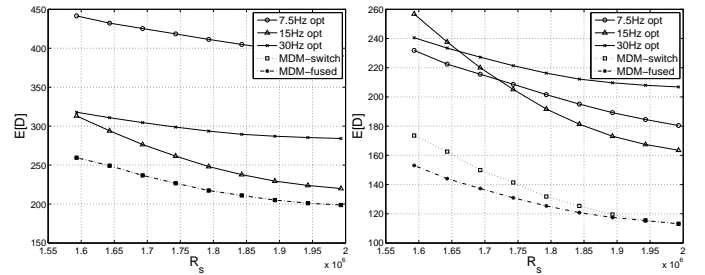 450
400
350
300
250
200
150
100
E[D]
1.55 1.6 1.65 1.7 1.75 1.8 1.85 1.9 1.95 2
x 10^6
R_s
7.5Hz opt
15Hz opt
30Hz opt
MDM-switch
MDM-fused
260
240
220
200
180
160
140
120
100
E[D]
1.55 1.6 1.65 1.7 1.75 1.8 1.85 1.9 1.95 2
x 10^6
R_s
7.5Hz opt
15Hz opt
30Hz opt
MDM-switch
MDM-fused